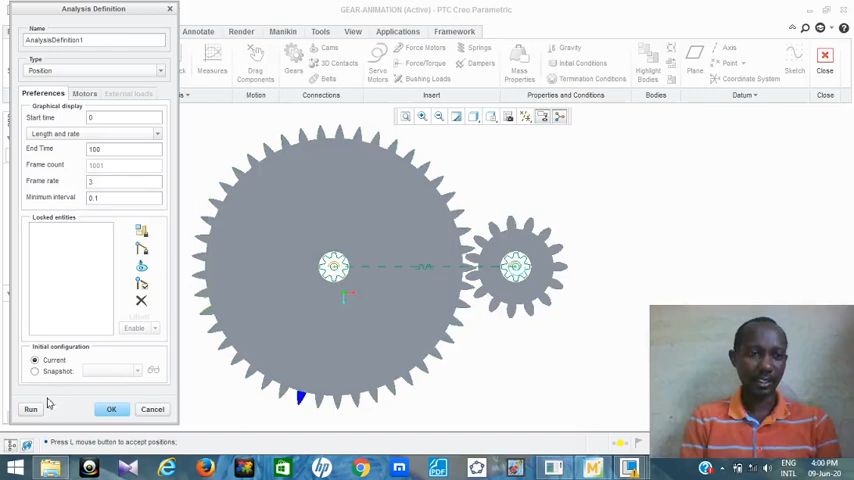 Analysis Definition
GEAR-ANIMATION (Active) - PTC Creo Parametric
Name
AnalysisDefinition1
Type
Position
Preferences Motors External loads
Graphical display
Start time 0
Length and rate
End Time 100
Frame count 1001
Frame rate 3
Minimum interval 0.1
Locked entities
Enable
Initial configuration
Current
Snapshot:
Run OK Cancel
Annotate Render Manikin Tools View Applications Framework
Measures
Drag Components
Motion
Gears
Cams
3D Contacts
Belts
Connections
Servo Motors
Force Motors
Force/Torque
Bushing Loads
Springs
Dampers
Insert
Mass Properties
Gravity
Initial Conditions
Termination Conditions
Properties and Conditions
Highlight Bodies
Bodies
Plane
Axis
Point
Coordinate System
Sketch
Datum
Close
Close
Press L mouse button to accept positions;
ENG
INTL
4:00 PM
09-Jun-20